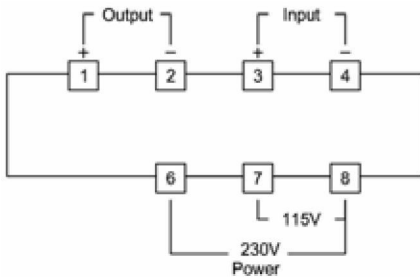 Output Input
+ − + −
1 2 3 4
6 7 8
115V
230V
Power